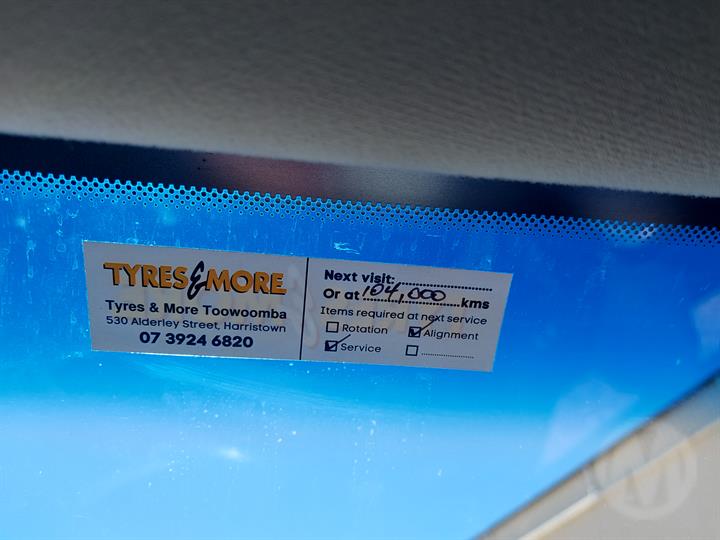 TYRES&MORE
Tyres & More Toowoomba
530 Alderley Street, Harristown
07 3924 6820
Next visit:
Or at 104,000 kms
Items required at next service
Rotation
Alignment
Service
M